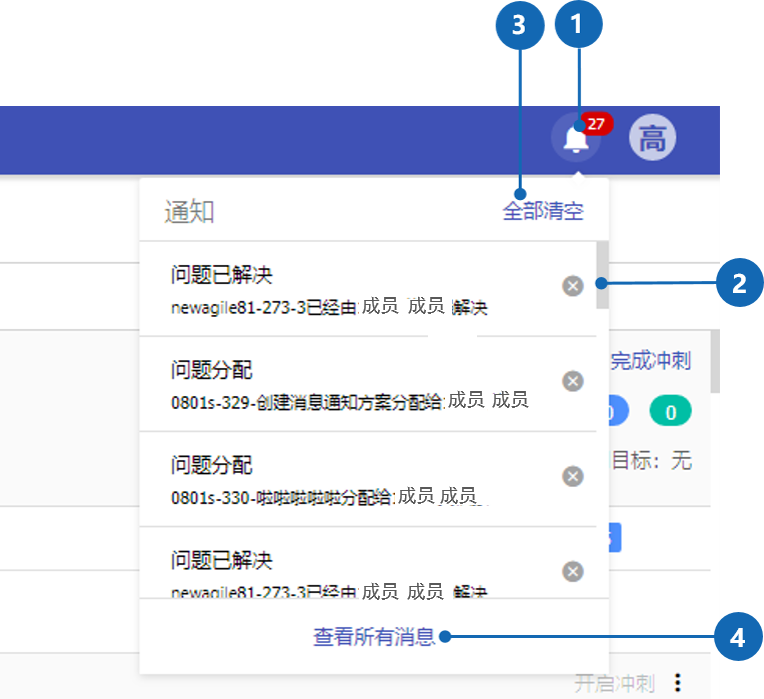 3 1
27
高
通知 全部清空
问题已解决
newagile81-273-3已经由 成员 成员 解决
2
问题分配
0801s-329-创建消息通知方案分配给: 成员 成员
完成冲刺
0
0
目标：无
问题分配
0801s-330-啦啦啦啦啦分配给: 成员 成员
问题已解决
newagile81-273-3已经由 成员 成员 解决
查看所有消息
4
开启冲刺